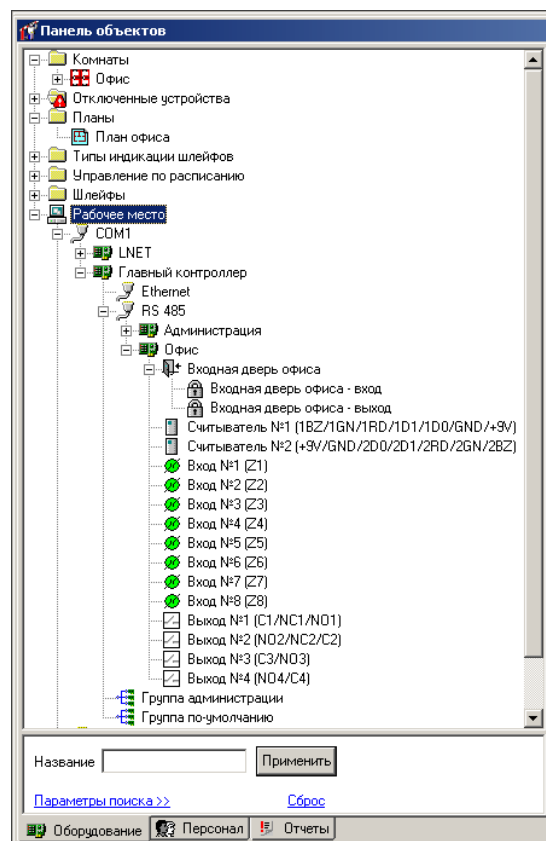 Панель объектов
Комнаты
Офис
Отключенные устройства
Планы
План офиса
Типы индикации шлейфов
Управление по расписанию
Шлейфы
Рабочее место
COM1
LNET
Главный контроллер
Ethernet
RS 485
Администрация
Офис
Входная дверь офиса
Входная дверь офиса - вход
Входная дверь офиса - выход
Считыватель №1 (1BZ/1GN/1RD/1D1/1D0/GND/+9V)
Считыватель №2 (+9V/GND/2D0/2D1/2RD/2GN/2BZ)
Вход №1 (Z1)
Вход №2 (Z2)
Вход №3 (Z3)
Вход №4 (Z4)
Вход №5 (Z5)
Вход №6 (Z6)
Вход №7 (Z7)
Вход №8 (Z8)
Выход №1 (C1/NC1/NO1)
Выход №2 (NO2/NC2/C2)
Выход №3 (C3/NO3)
Выход №4 (NO4/C4)
Группа администрации
Группа по-умолчанию
Название Применить
Параметры поиска >> Сброс
Оборудование Персонал Отчеты